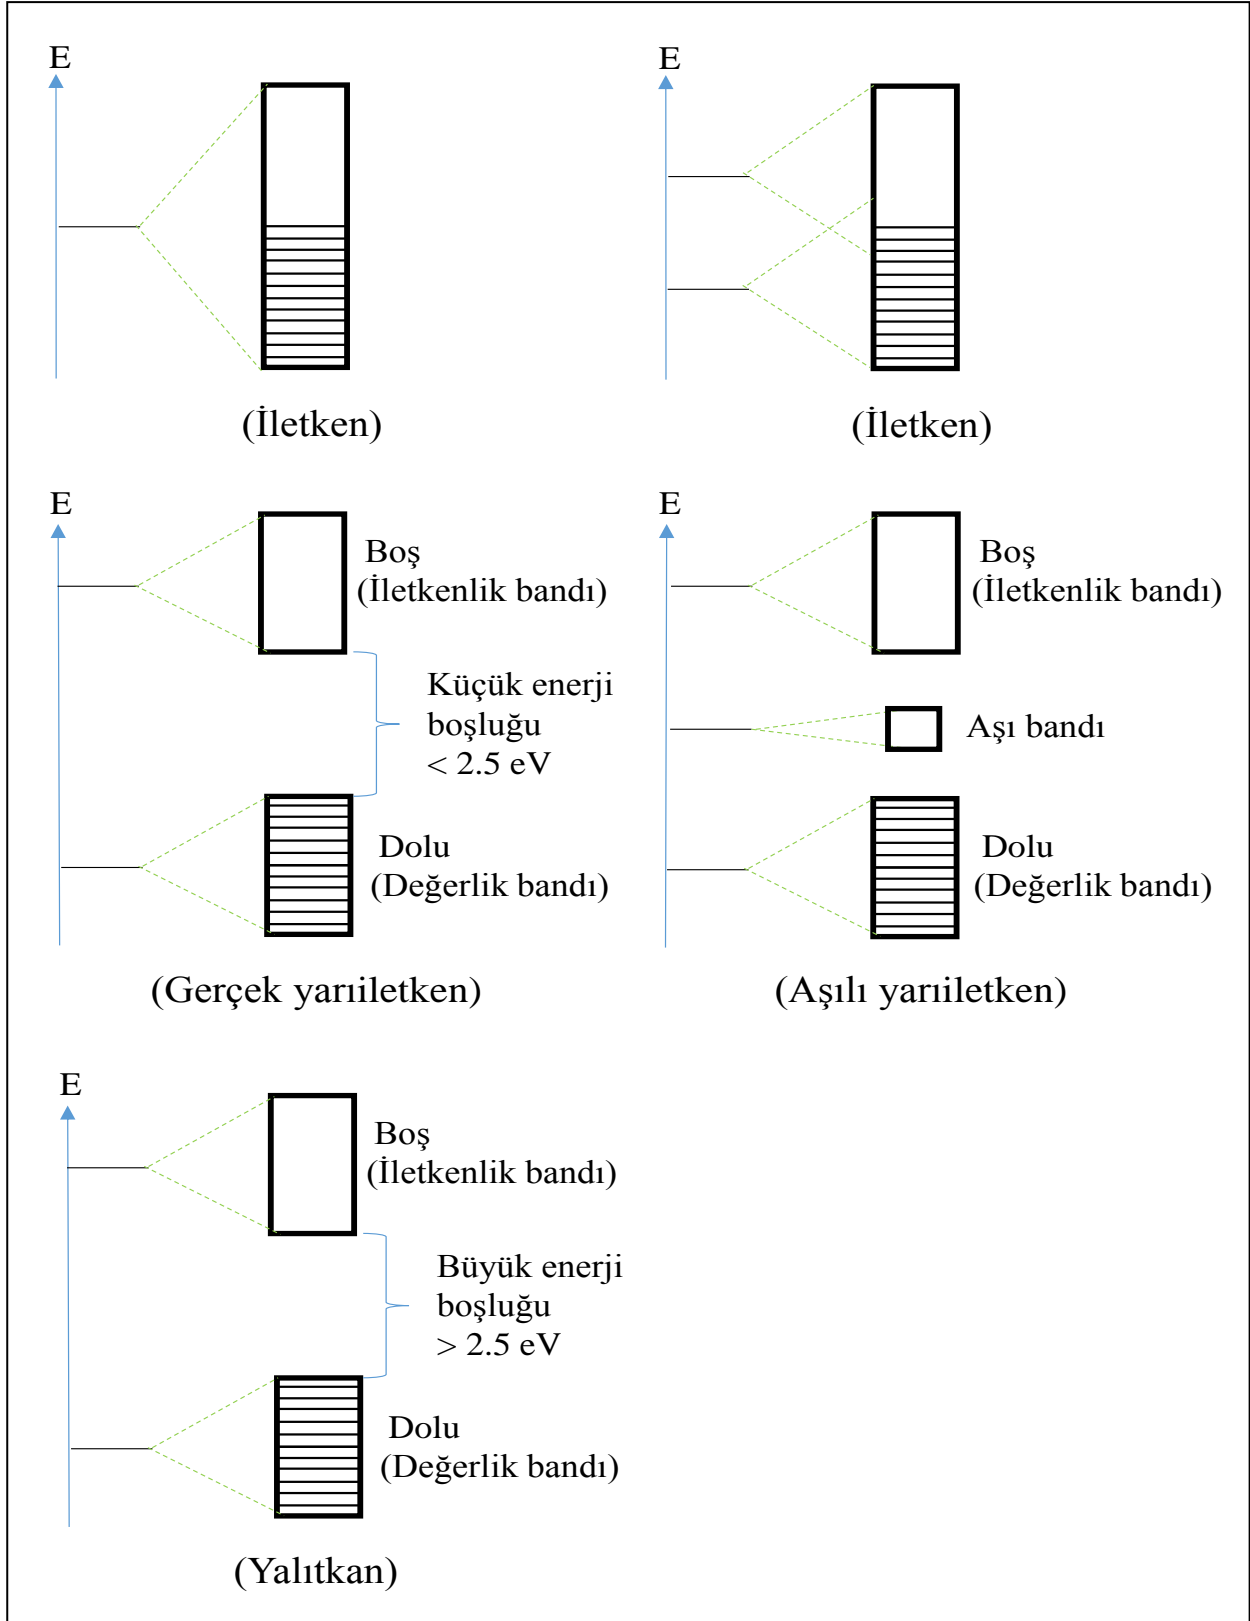 E
E
(İletken)
(İletken)
E
Boş
(İletkenlik bandı)
Küçük enerji
boşluğu
< 2.5 eV
Dolu
(Değerlik bandı)
(Gerçek yarıiletken)
E
Boş
(İletkenlik bandı)
Aşı bandı
Dolu
(Değerlik bandı)
(Aşılı yarıiletken)
E
Boş
(İletkenlik bandı)
Büyük enerji
boşluğu
> 2.5 eV
Dolu
(Değerlik bandı)
(Yalıtkan)